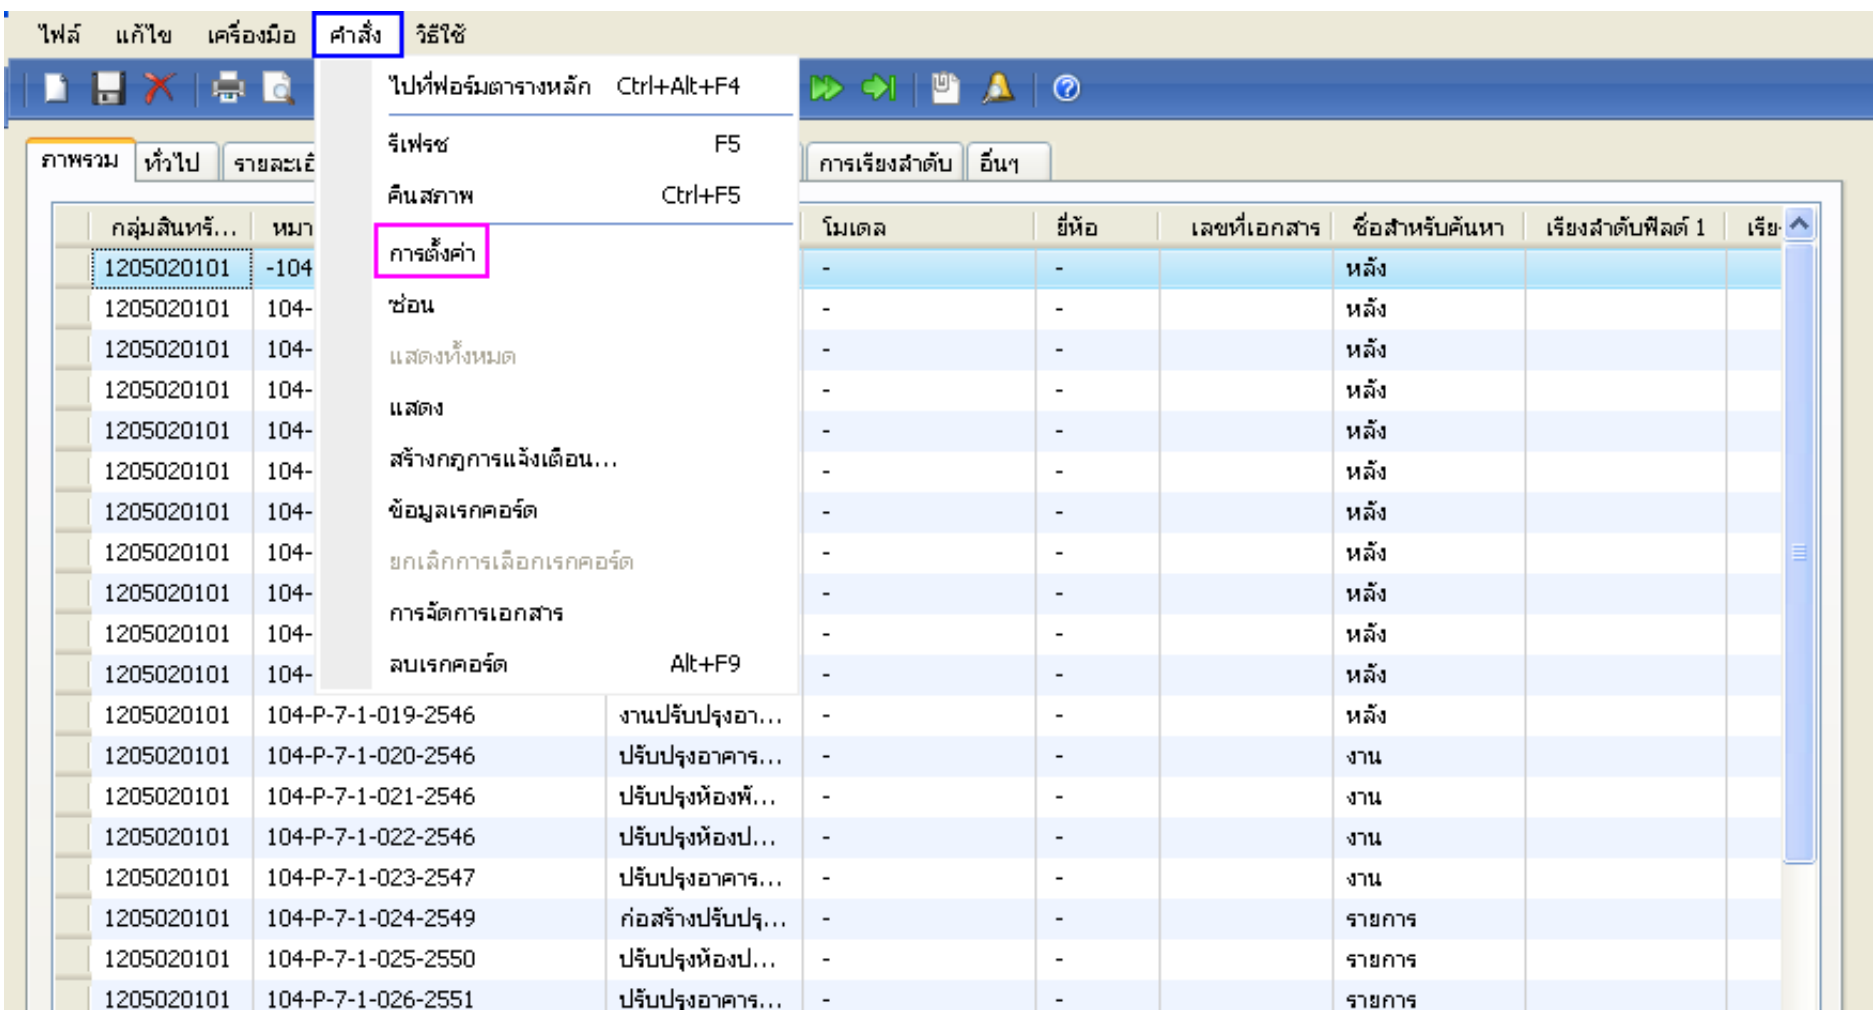 ไฟล์ แก้ไข เครื่องมือ คำสั่ง วิธีใช้
ไปที่ฟอร์มตารางหลัก Ctrl+Alt+F4
รีเฟรช F5
คืนสภาพ Ctrl+F5
การตั้งค่า
ซ่อน
แสดงทั้งหมด
แสดง
สร้างกฎการแจ้งเตือน...
ข้อมูลเรกคอร์ด
ยกเลิกการเลือกเรกคอร์ด
การจัดการเอกสาร
ลบเรกคอร์ด Alt+F9
ภาพรวม ทั่วไป รายละเอี การเรียงลำดับ อื่นๆ
กลุ่มสินทรั... หมา โมเดล ยี่ห้อ เลขที่เอกสาร ชื่อสำหรับค้นหา เรียงลำดับฟิลด์ 1 เรีย
1205020101 -104 - - หลัง
1205020101 104- - - หลัง
1205020101 104- - - หลัง
1205020101 104- - - หลัง
1205020101 104- - - หลัง
1205020101 104- - - หลัง
1205020101 104- - - หลัง
1205020101 104- - - หลัง
1205020101 104- - - หลัง
1205020101 104- - - หลัง
1205020101 104- - - หลัง
1205020101 104-P-7-1-019-2546 งานปรับปรุงอา... - - หลัง
1205020101 104-P-7-1-020-2546 ปรับปรุงอาคาร... - - งาน
1205020101 104-P-7-1-021-2546 ปรับปรุงห้องพั... - - งาน
1205020101 104-P-7-1-022-2546 ปรับปรุงห้องป... - - งาน
1205020101 104-P-7-1-023-2547 ปรับปรุงอาคาร... - - งาน
1205020101 104-P-7-1-024-2549 ก่อสร้างปรับปรุ... - - รายการ
1205020101 104-P-7-1-025-2550 ปรับปรุงห้องป... - - รายการ
1205020101 104-P-7-1-026-2551 ปรับปรุงอาคาร... - - รายการ